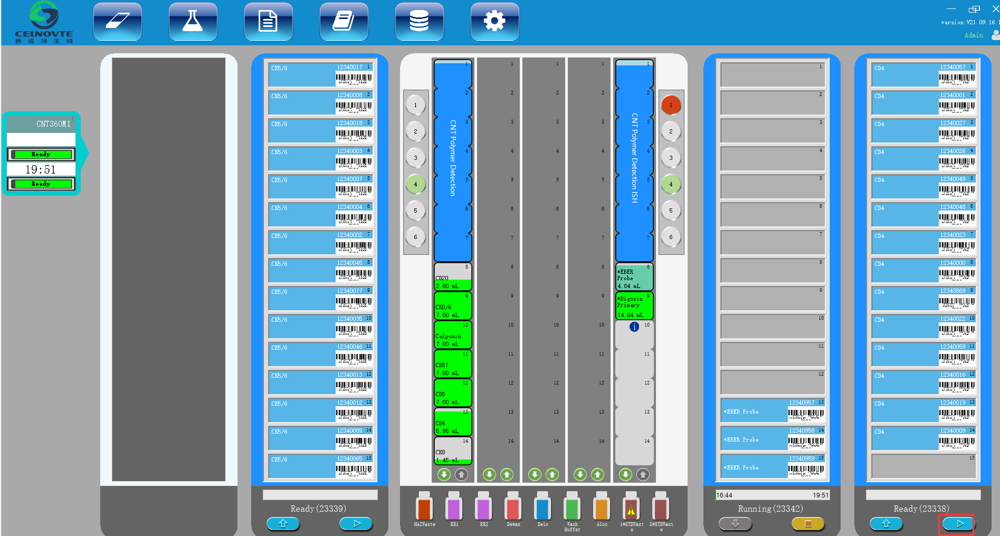 CELNOVTE
赛诺特生物
version:V21.09.16.1
Admin
1
CNT360M1
Ready
19:51
Ready
CK5/6 12340017 1
CK5/6 12340008 2
CK5/6 12340018 3
CK5/6 12340003 4
CK5/6 12340007 5
CK5/6 12340004 6
CK5/6 12340002 7
CK5/6 12340045 8
CK5/6 12340077 9
CK5/6 12340035 10
CK5/6 12340046 11
CK5/6 12340013 12
CK5/6 12340012 13
CK5/6 12340089 14
CK5/6 12340065 15
Ready(23339)
1
2
3
4
5
6
1
2
3
4
5
6
7
CNT Polymer Detection
8
CD20
2.80 mL
9
CK5/6
7.00 mL
10
Calponin
7.00 mL
11
CD57
7.00 mL
12
CD5
7.00 mL
13
CD4
5.95 mL
14
CK8
1.45 mL
1
2
3
4
5
6
7
8
9
10
11
12
13
14
1
2
3
4
5
6
7
8
9
10
11
12
13
14
1
2
3
4
5
6
7
8
9
10
11
12
13
14
1
2
3
4
5
6
7
CNT Polymer Detection ISH
8
*EBER
Probe
4.84 mL
9
*Digoxin
Primary
14.64 mL
i 10
11
12
13
14
1
2
3
4
5
6
HAZWaste
ER1
ER2
Dewax
Deio
Wash
Buffer
Alco
1#STDWast
e
2#STDWast
e
1
2
3
4
5
6
7
8
9
10
11
12
*EBER Probe 12340957 13
*EBER Probe 12340958 14
*EBER Probe 12340959 15
16:44 19:51
Running(23342)
CD4 12340057 1
CD4 12340001 2
CD4 12340027 3
CD4 12340026 4
CD4 12340049 5
CD4 12340048 6
CD4 12340023 7
CD4 12340000 8
CD4 12340869 9
CD4 12340022 10
CD4 12340059 11
CD4 12340016 12
CD4 12340019 13
CD4 12340009 14
15
Ready(23338)